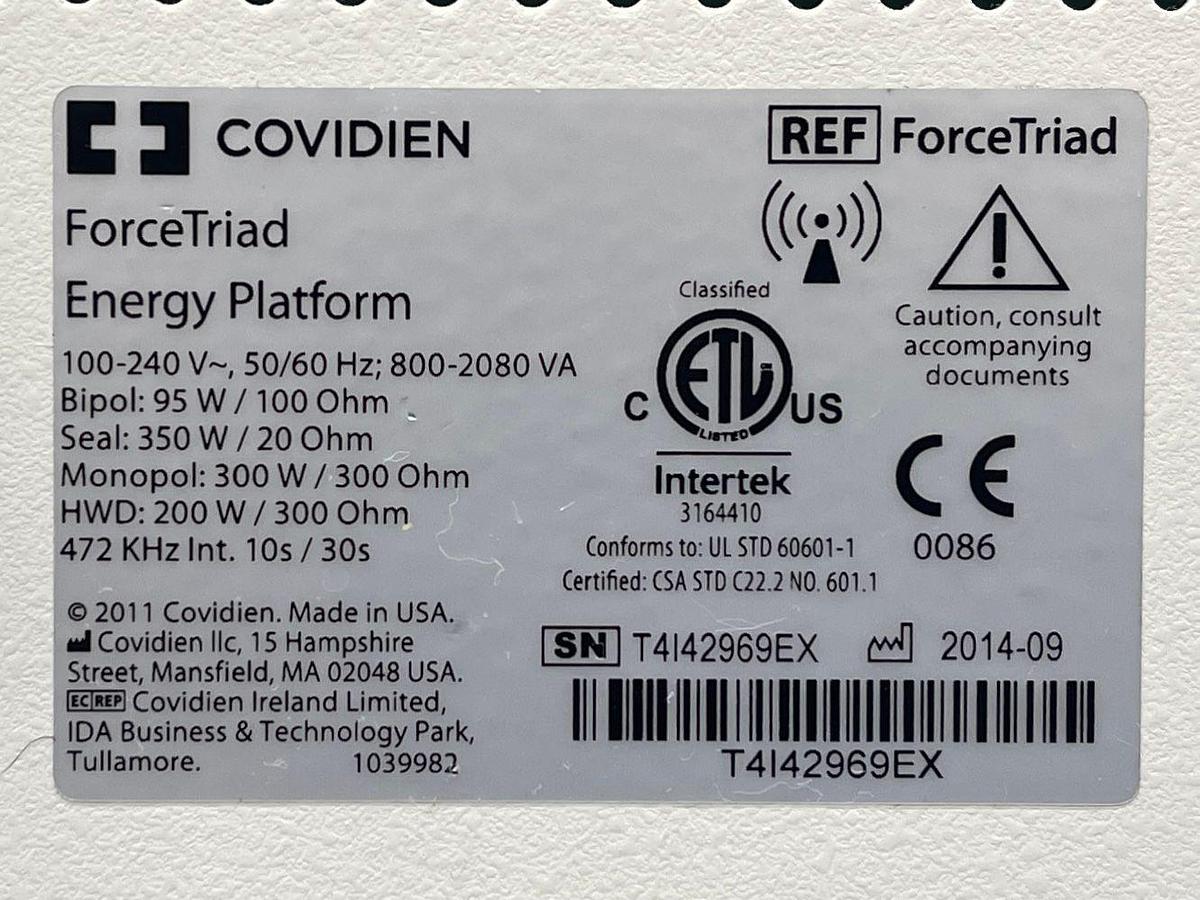 COVIDIEN
ForceTriad
Energy Platform
100-240 V~, 50/60 Hz; 800-2080 VA
Bipol: 95 W / 100 Ohm
Seal: 350 W / 20 Ohm
Monopol: 300 W / 300 Ohm
HWD: 200 W / 300 Ohm
472 KHz Int. 10s / 30s
© 2011 Covidien. Made in USA.
Covidien llc, 15 Hampshire
Street, Mansfield, MA 02048 USA.
EC REP Covidien Ireland Limited,
IDA Business & Technology Park,
Tullamore. 1039982
REF ForceTriad
Classified
C ETL US
LISTED
Intertek
3164410
Conforms to: UL STD 60601-1
Certified: CSA STD C22.2 NO. 601.1
!
Caution, consult
accompanying
documents
CE
0086
SN T4I42969EX 2014-09
T4I42969EX